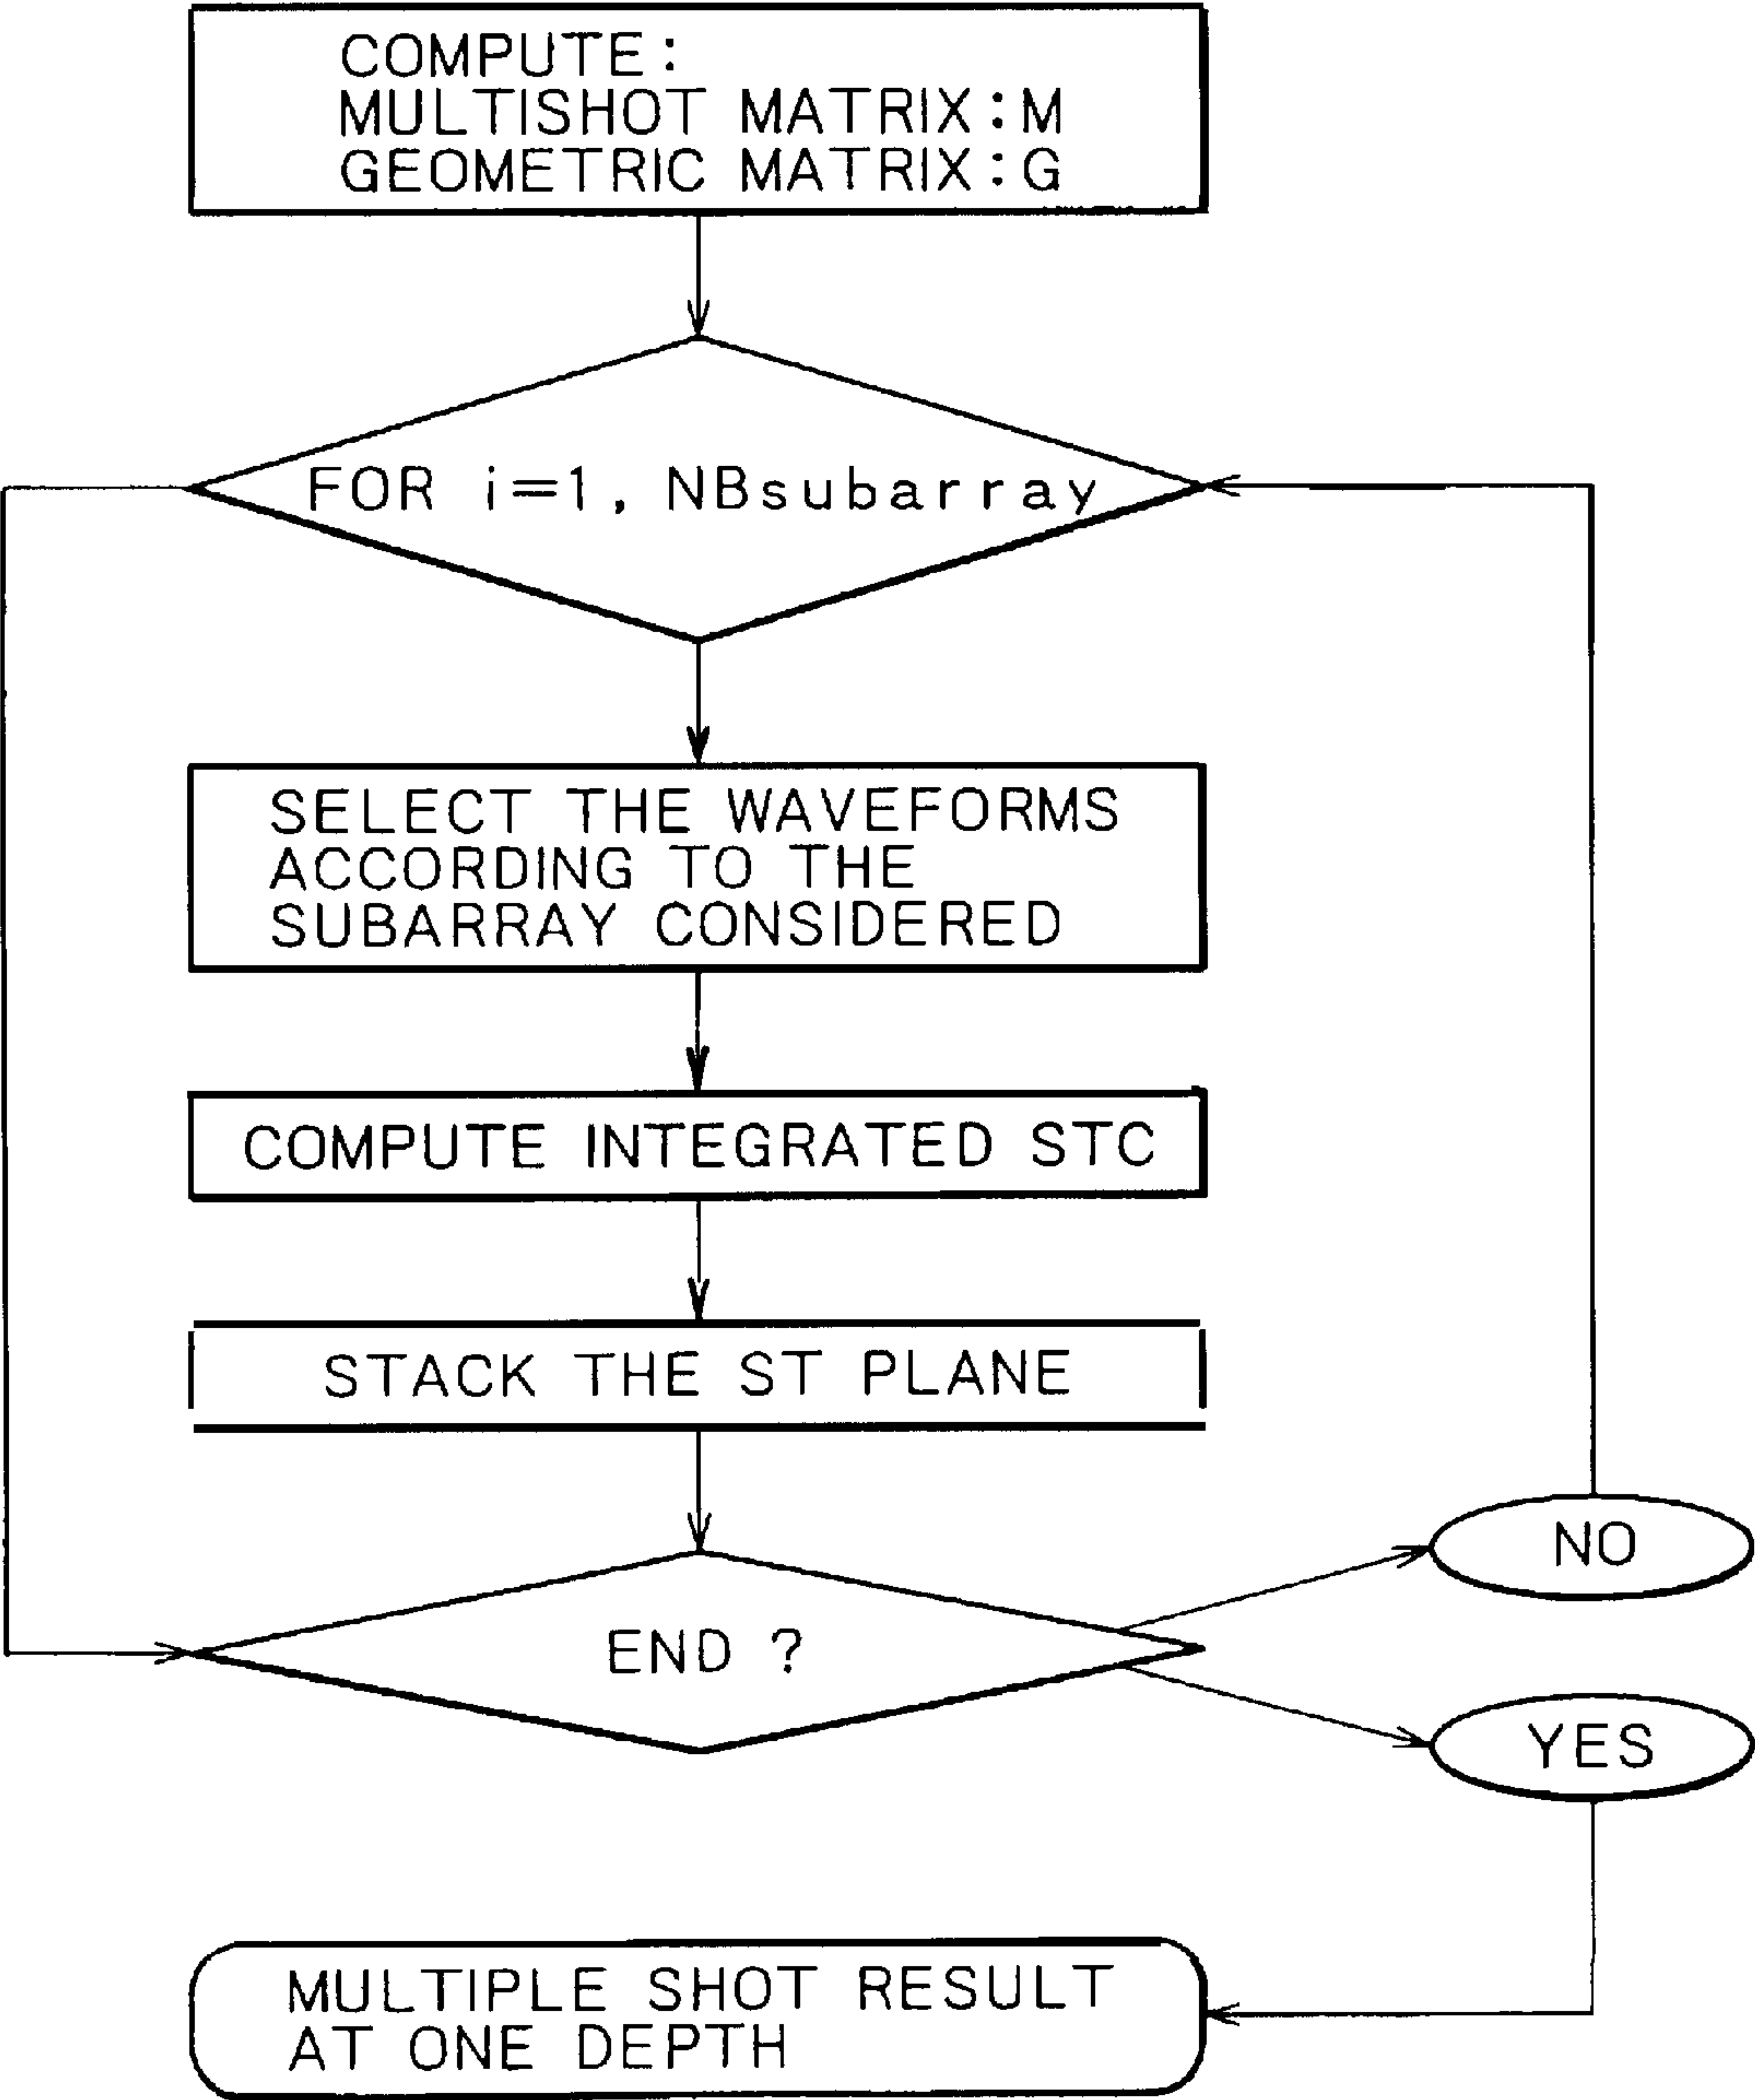 COMPUTE:
MULTISHOT MATRIX:M
GEOMETRIC MATRIX:G
FOR i=1, NBsubarray
SELECT THE WAVEFORMS
ACCORDING TO THE
SUBARRAY CONSIDERED
COMPUTE INTEGRATED STC
STACK THE ST PLANE
NO
END ?
YES
MULTIPLE SHOT RESULT
AT ONE DEPTH